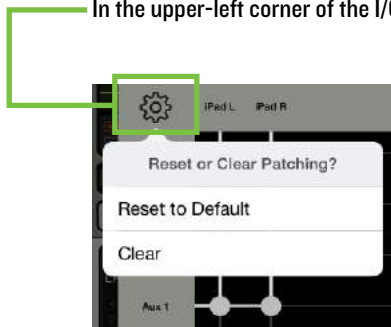 In the upper-left corner of the I/
iPad L iPad R
Reset or Clear Patching?
Reset to Default
Clear
Aux 1